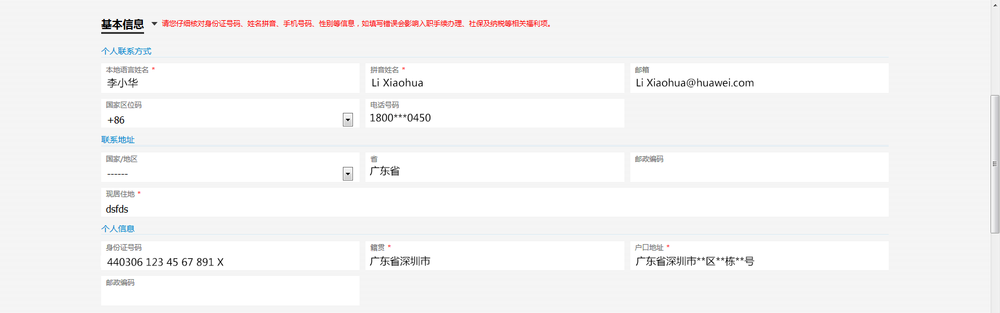 基本信息 请您仔细核对身份证号码、姓名拼音、手机号码、性别等信息，如填写错误会影响入职手续办理、社保及纳税等相关福利项。
个人联系方式
本地语言姓名 * 拼音姓名 * 邮箱
李小华 Li Xiaohua Li Xiaohua@huawei.com
国家区位码 电话号码
+86 1800***0450
联系地址
国家/地区 省 邮政编码
------ 广东省
现居住地 *
dsfds
个人信息
身份证号码 籍贯 * 户口地址 *
440306 123 45 67 891 X 广东省深圳市 广东省深圳市**区**栋**号
邮政编码